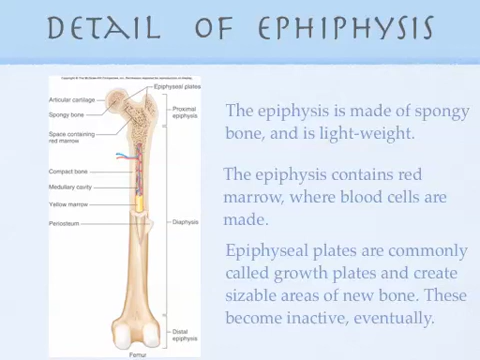 Detail of Ephiphysis
Epiphyseal plates
Articular cartilage
Spongy bone
Proximal
epiphysis
Space containing
red marrow
Compact bone
Medullary cavity
Yellow marrow
Periosteum
Diaphysis
Distal
epiphysis
Femur
The epiphysis is made of spongy
bone, and is light-weight.
The epiphysis contains red
marrow, where blood cells are
made.
Epiphyseal plates are commonly
called growth plates and create
sizable areas of new bone. These
become inactive, eventually.